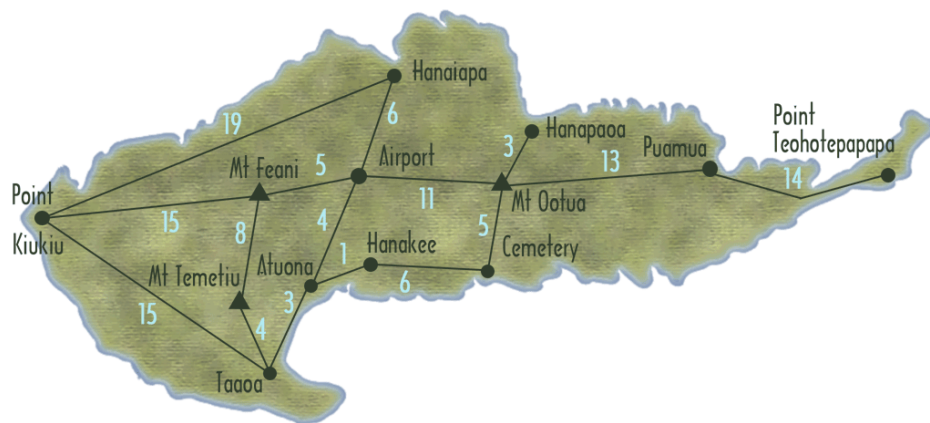 Hanaiapa
19
6
Hanapaoa
Point
Teohotepapapa
3
13
Puamua
Mt Feani
5
Airport
14
Point
Kiukiu
15
8
4
11
Mt Ootua
5
Cemetery
Hanakee
1
Atuona
6
Mt Temetiu
3
15
4
Taaoa